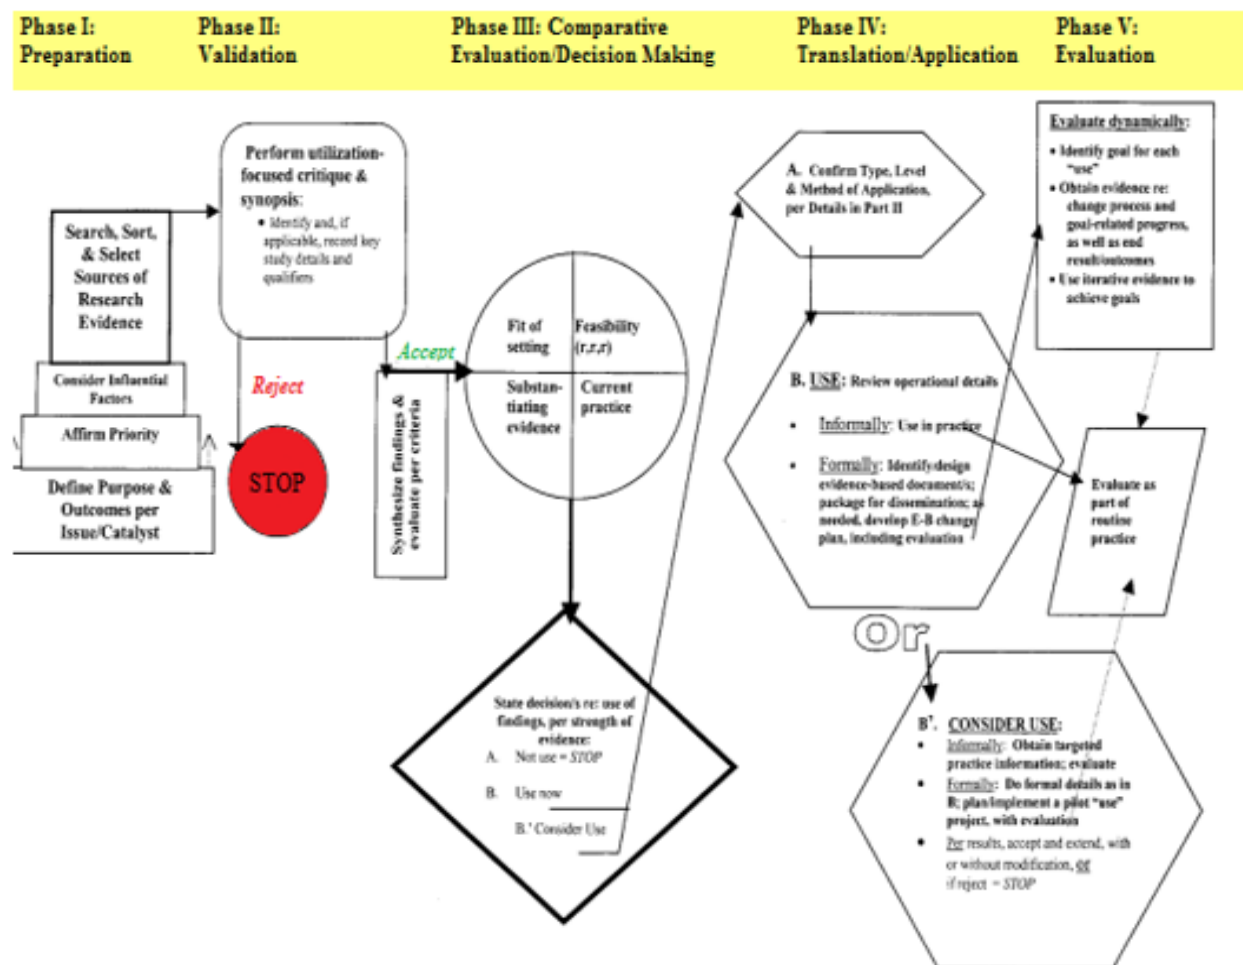 Phase I:
Preparation
Phase II:
Validation
Phase III: Comparative
Evaluation/Decision Making
Phase IV:
Translation/Application
Phase V:
Evaluation
Search, Sort,
& Select
Sources of
Research
Evidence
Consider Influential
Factors
Affirm Priority
Define Purpose &
Outcomes per
Issue/Catalyst
Perform utilization-
focused critique &
synopsis:
• Identify and, if
applicable, record key
study details and
qualifiers
Reject
STOP
Accept
Synthesize findings &
evaluate per criteria
Fit of
setting
Feasibility
(r,r,r)
Substan-
tiating
evidence
Current
practice
State decision/s re: use of
findings, per strength of
evidence:
A. Not use = STOP
B. Use now
B.' Consider Use
A. Confirm Type, Level
& Method of Application,
per Details in Part II
B. USE: Review operational details
• Informally: Use in practice
• Formally: Identify/design
evidence-based document/s;
package for dissemination; as
needed, develop E-B change
plan, including evaluation
Or
B'. CONSIDER USE:
• Informally: Obtain targeted
practice information; evaluate
• Formally: Do formal details as in
B; plan/implement a pilot "use"
project, with evaluation
• Per results, accept and extend, with
or without modification, or
if reject = STOP
Evaluate dynamically:
• Identify goal for each
"use"
• Obtain evidence re:
change process and
goal-related progress,
as well as end
result/outcomes
• Use iterative evidence to
achieve goals
Evaluate as
part of
routine
practice